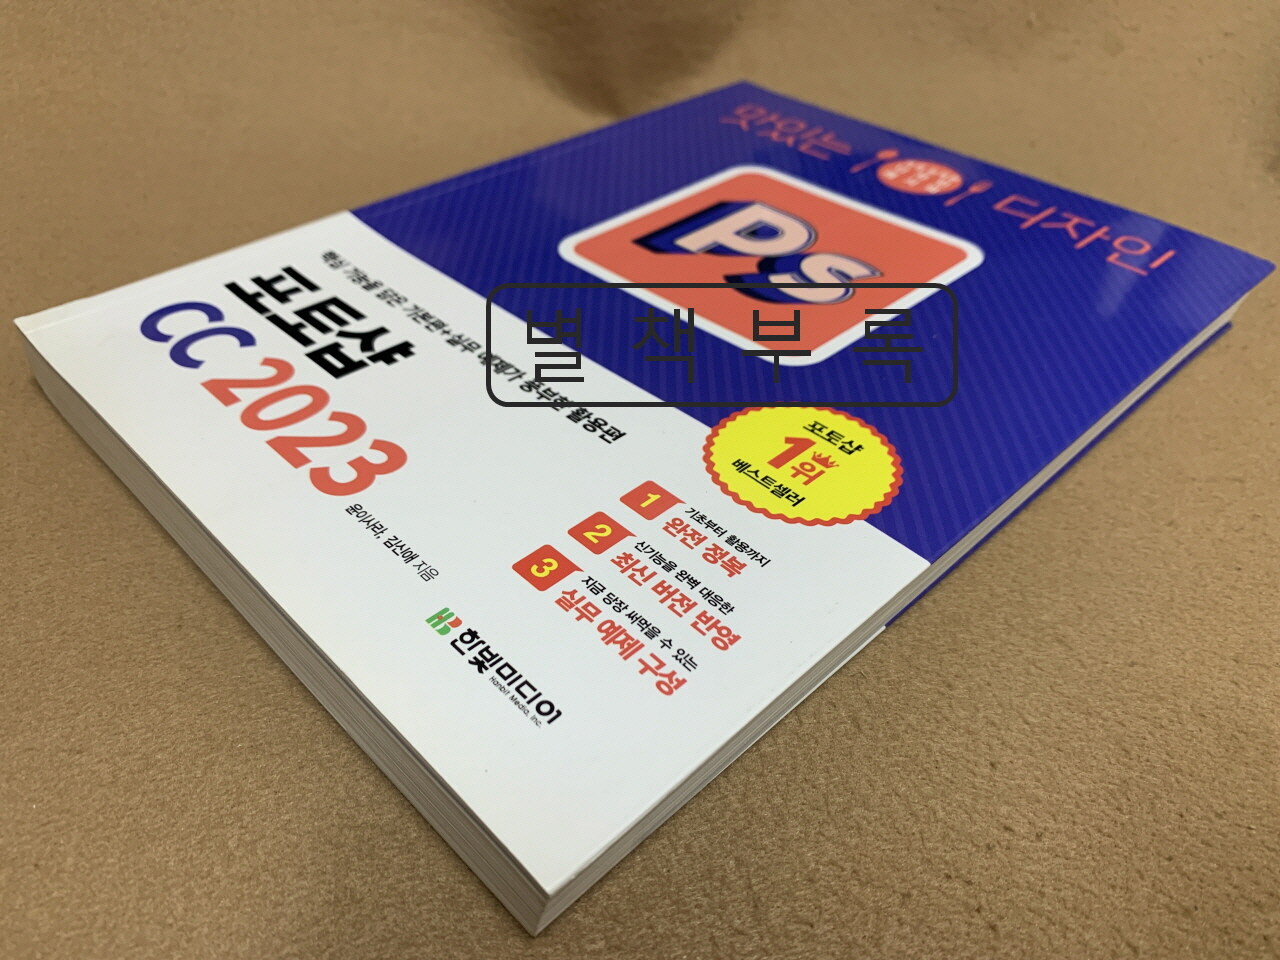 맛있는 디자인
Ps
별책부록
핵심 기능을 담은 기본편+실무 예제가 풍부한 활용편
포토샵
CC 2023
윤이사라, 김신애 지음
포토샵
1위
베스트셀러
1 기초부터 활용까지
완전 정복
2 신기능을 완벽 대응한
최신 버전 반영
3 지금 당장 써먹을 수 있는
실무 예제 구성
HB 한빛미디어
Hanbit Media, Inc.